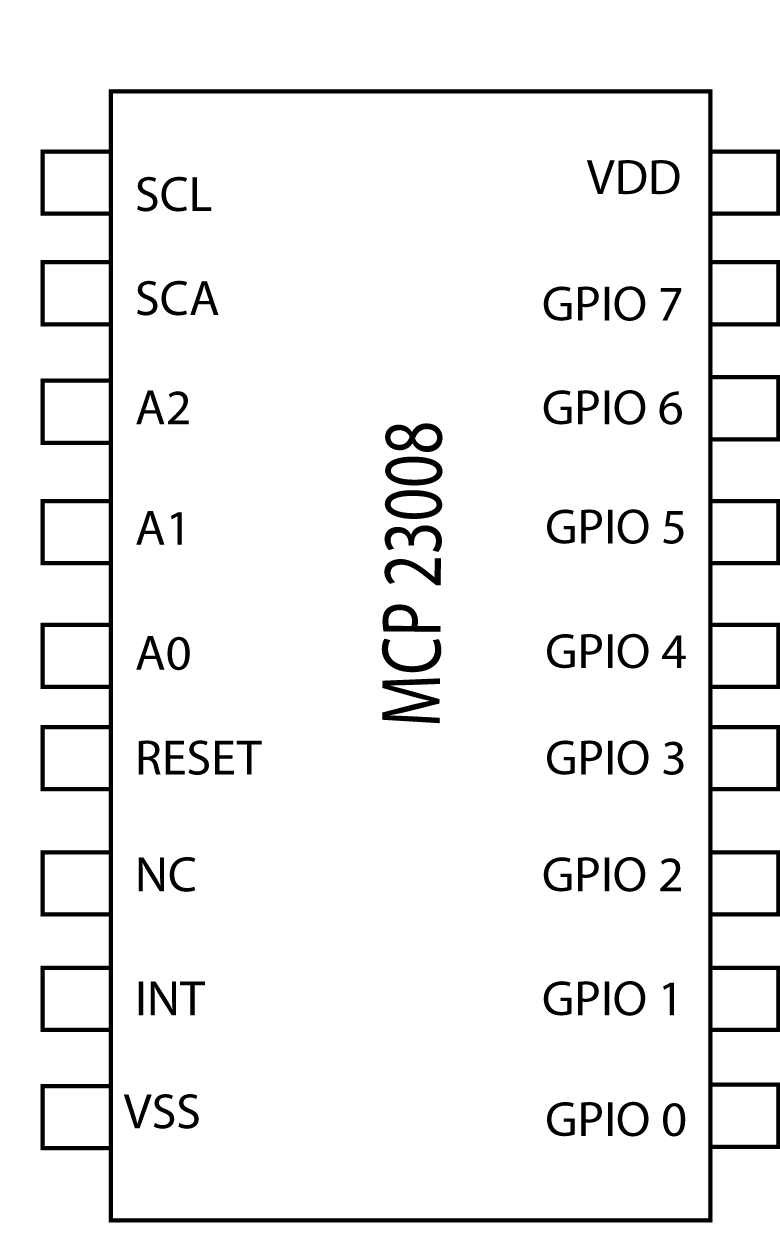 SCL
VDD
SCA
GPIO 7
A2
GPIO 6
A1
GPIO 5
MCP 23008
A0
GPIO 4
RESET
GPIO 3
NC
GPIO 2
INT
GPIO 1
VSS
GPIO 0